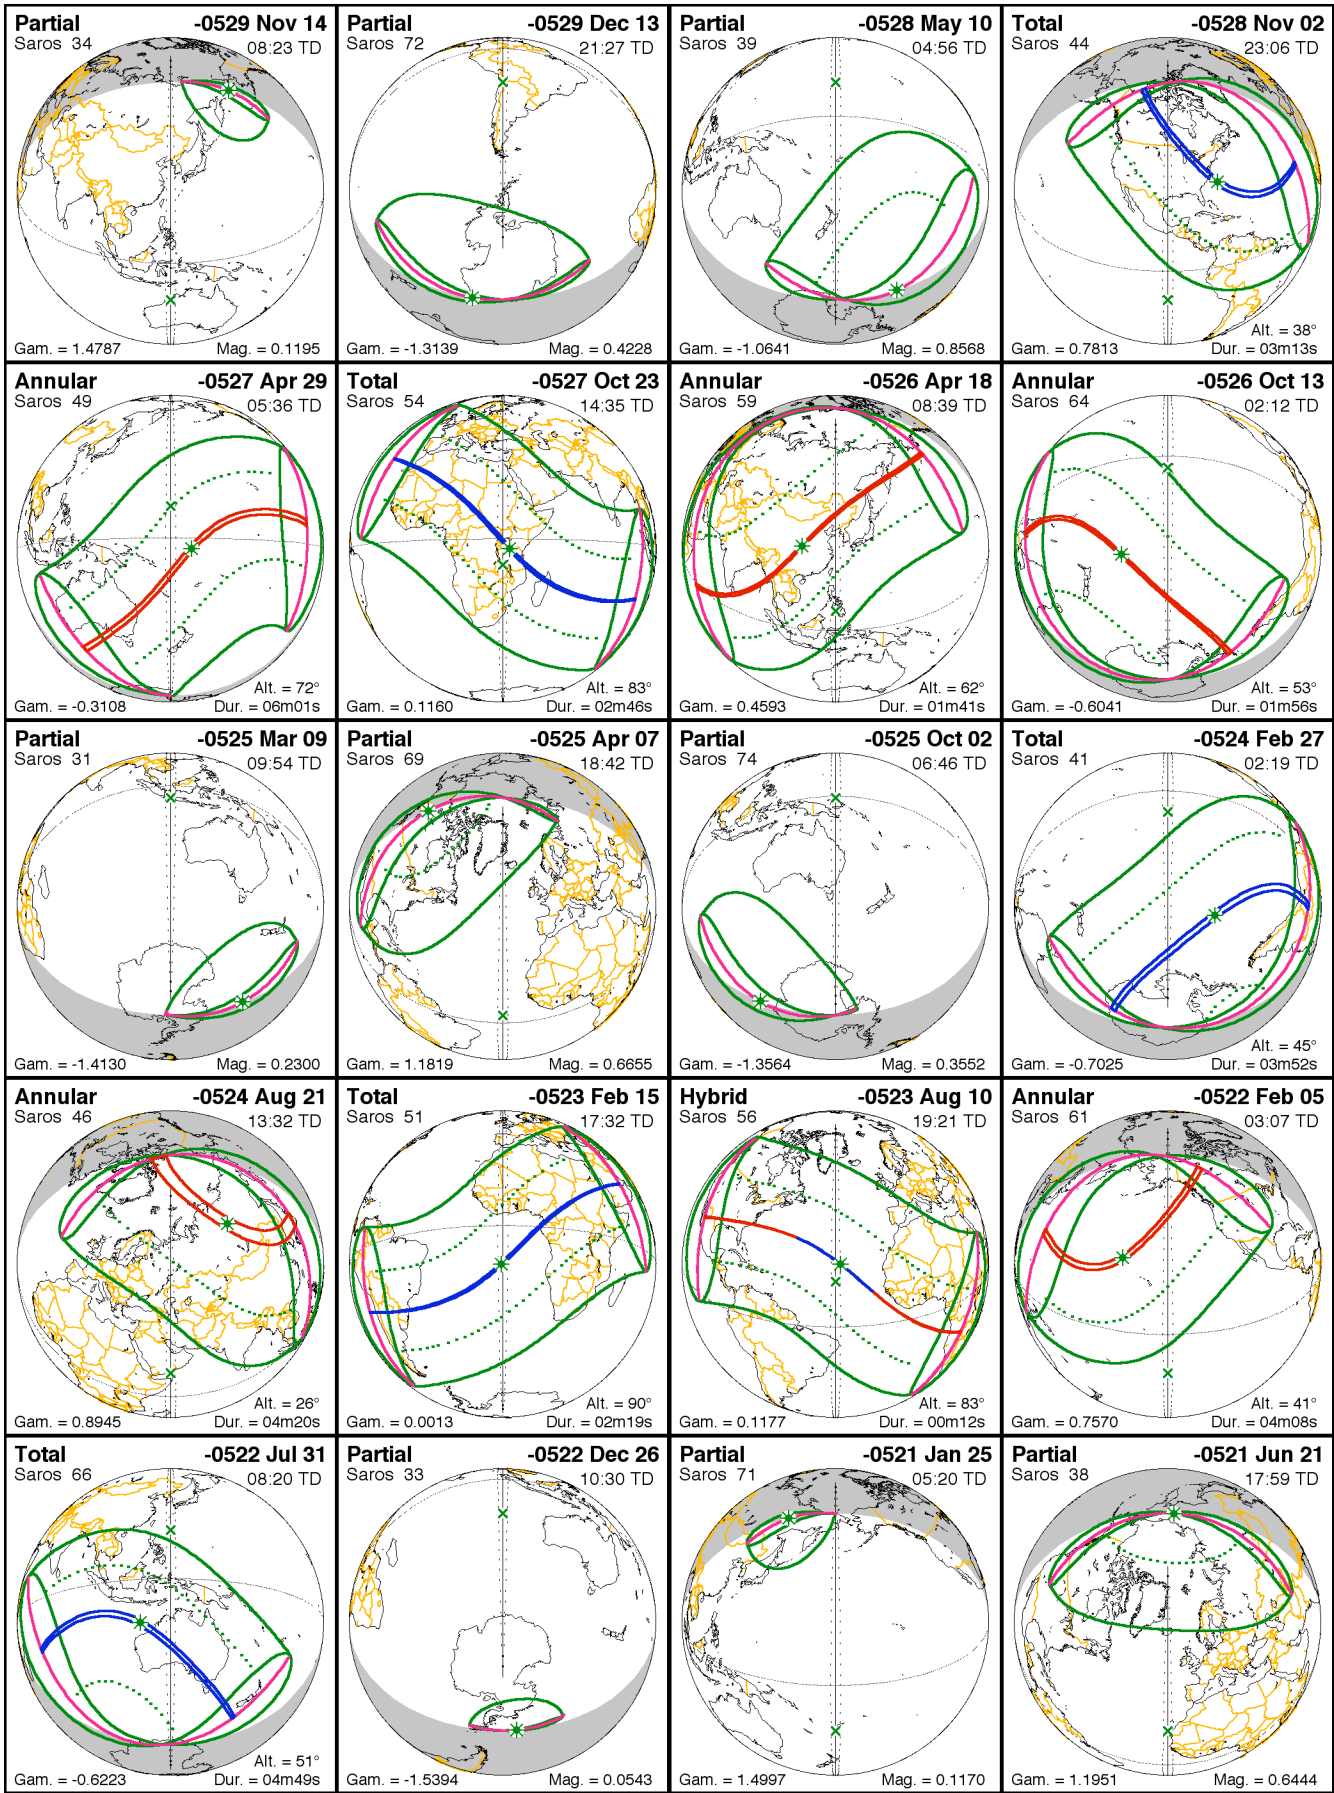 Partial -0529 Nov 14
Saros 34 08:23 TD
Gam. = 1.4787 Mag. = 0.1195
Partial -0529 Dec 13
Saros 72 21:27 TD
Gam. = -1.3139 Mag. = 0.4228
Partial -0528 May 10
Saros 39 04:56 TD
Gam. = -1.0641 Mag. = 0.8568
Total -0528 Nov 02
Saros 44 23:06 TD
Alt. = 38°
Gam. = 0.7813 Dur. = 03m13s
Annular -0527 Apr 29
Saros 49 05:36 TD
Alt. = 72°
Gam. = -0.3108 Dur. = 06m01s
Total -0527 Oct 23
Saros 54 14:35 TD
Alt. = 83°
Gam. = 0.1160 Dur. = 02m46s
Annular -0526 Apr 18
Saros 59 08:39 TD
Alt. = 62°
Gam. = 0.4593 Dur. = 01m41s
Annular -0526 Oct 13
Saros 64 02:12 TD
Alt. = 53°
Gam. = -0.6041 Dur. = 01m56s
Partial -0525 Mar 09
Saros 31 09:54 TD
Gam. = -1.4130 Mag. = 0.2300
Partial -0525 Apr 07
Saros 69 18:42 TD
Gam. = 1.1819 Mag. = 0.6655
Partial -0525 Oct 02
Saros 74 06:46 TD
Gam. = -1.3564 Mag. = 0.3552
Total -0524 Feb 27
Saros 41 02:19 TD
Alt. = 45°
Gam. = -0.7025 Dur. = 03m52s
Annular -0524 Aug 21
Saros 46 13:32 TD
Alt. = 26°
Gam. = 0.8945 Dur. = 04m20s
Total -0523 Feb 15
Saros 51 17:32 TD
Alt. = 90°
Gam. = 0.0013 Dur. = 02m19s
Hybrid -0523 Aug 10
Saros 56 19:21 TD
Alt. = 83°
Gam. = 0.1177 Dur. = 00m12s
Annular -0522 Feb 05
Saros 61 03:07 TD
Alt. = 41°
Gam. = 0.7570 Dur. = 04m08s
Total -0522 Jul 31
Saros 66 08:20 TD
Alt. = 51°
Gam. = -0.6223 Dur. = 04m49s
Partial -0522 Dec 26
Saros 33 10:30 TD
Gam. = -1.5394 Mag. = 0.0543
Partial -0521 Jan 25
Saros 71 05:20 TD
Gam. = 1.4997 Mag. = 0.1170
Partial -0521 Jun 21
Saros 38 17:59 TD
Gam. = 1.1951 Mag. = 0.6444